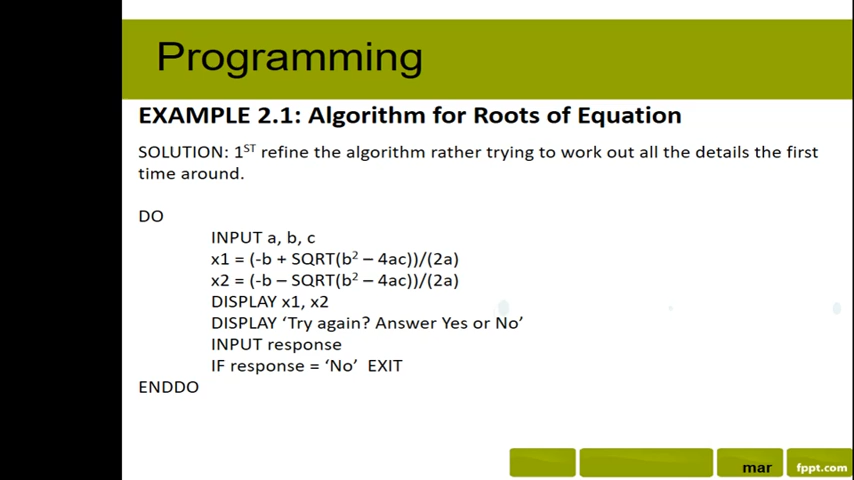 Programming
EXAMPLE 2.1: Algorithm for Roots of Equation
SOLUTION: 1ST refine the algorithm rather trying to work out all the details the first
time around.
DO
INPUT a, b, c
x1 = (-b + SQRT(b² – 4ac))/(2a)
x2 = (-b – SQRT(b² – 4ac))/(2a)
DISPLAY x1, x2
DISPLAY ‘Try again? Answer Yes or No’
INPUT response
IF response = ‘No’ EXIT
ENDDO
mar
fppt.com